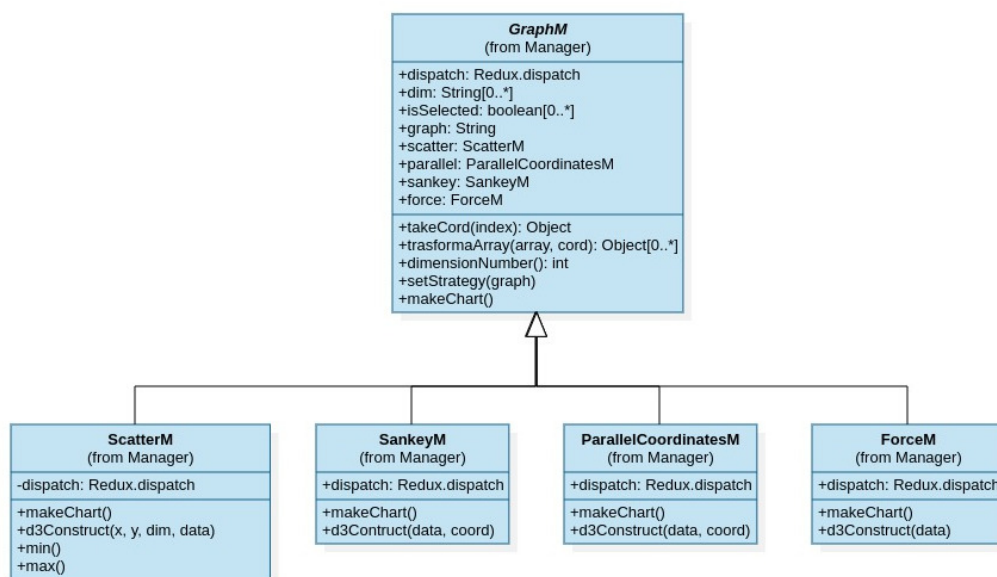 GraphM
(from Manager)
+dispatch: Redux.dispatch
+dim: String[0..*]
+isSelected: boolean[0..*]
+graph: String
+scatter: ScatterM
+parallel: ParallelCoordinatesM
+sankey: SankeyM
+force: ForceM
+takeCord(index): Object
+trasformaArray(array, cord): Object[0..*]
+dimensionNumber(): int
+setStrategy(graph)
+makeChart()
ScatterM
(from Manager)
-dispatch: Redux.dispatch
+makeChart()
+d3Construct(x, y, dim, data)
+min()
+max()
SankeyM
(from Manager)
+dispatch: Redux.dispatch
+makeChart()
+d3Contruct(data, coord)
ParallelCoordinatesM
(from Manager)
+dispatch: Redux.dispatch
+makeChart()
+d3Construct(data, coord)
ForceM
(from Manager)
+dispatch: Redux.dispatch
+makeChart()
+d3Construct(data)